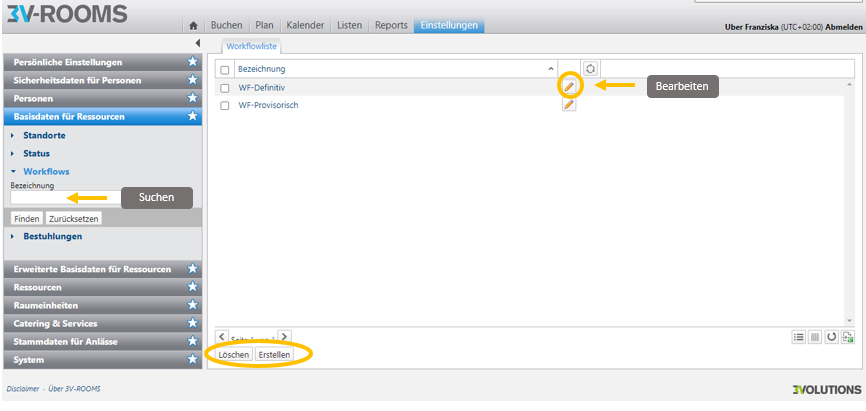 3V-ROOMS
Buchen Plan Kalender Listen Reports Einstellungen
Uber Franziska (UTC+02:00) Abmelden
Workflowliste
Persönliche Einstellungen
Sicherheitsdaten für Personen
Personen
Basisdaten für Ressourcen
Standorte
Status
Workflows
Bezeichnung
Suchen
Finden Zurücksetzen
Bestuhlungen
Erweiterte Basisdaten für Ressourcen
Ressourcen
Raumeinheiten
Catering & Services
Stammdaten für Anlässe
System
Bezeichnung
WF-Definitiv
Bearbeiten
WF-Provisorisch
Löschen Erstellen
Disclaimer - Über 3V-ROOMS
3VOLUTIONS